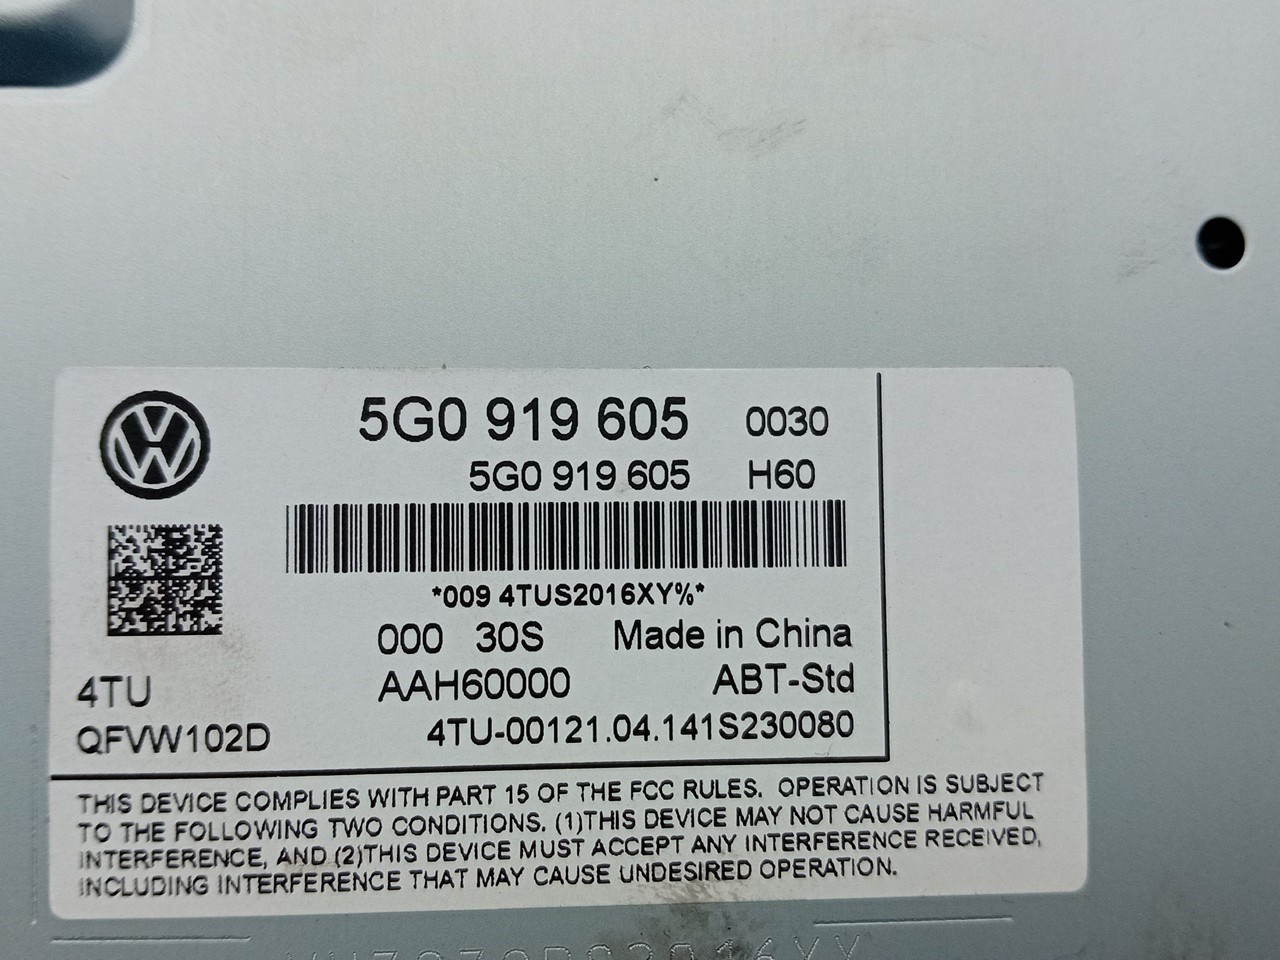 5G0 919 605 0030
5G0 919 605 H60
*009 4TUS2016XY%*
000 30S Made in China
4TU AAH60000 ABT-Std
QFVW102D 4TU-00121.04.141S230080
THIS DEVICE COMPLIES WITH PART 15 OF THE FCC RULES. OPERATION IS SUBJECT
TO THE FOLLOWING TWO CONDITIONS. (1)THIS DEVICE MAY NOT CAUSE HARMFUL
INTERFERENCE, AND (2)THIS DEVICE MUST ACCEPT ANY INTERFERENCE RECEIVED,
INCLUDING INTERFERENCE THAT MAY CAUSE UNDESIRED OPERATION.